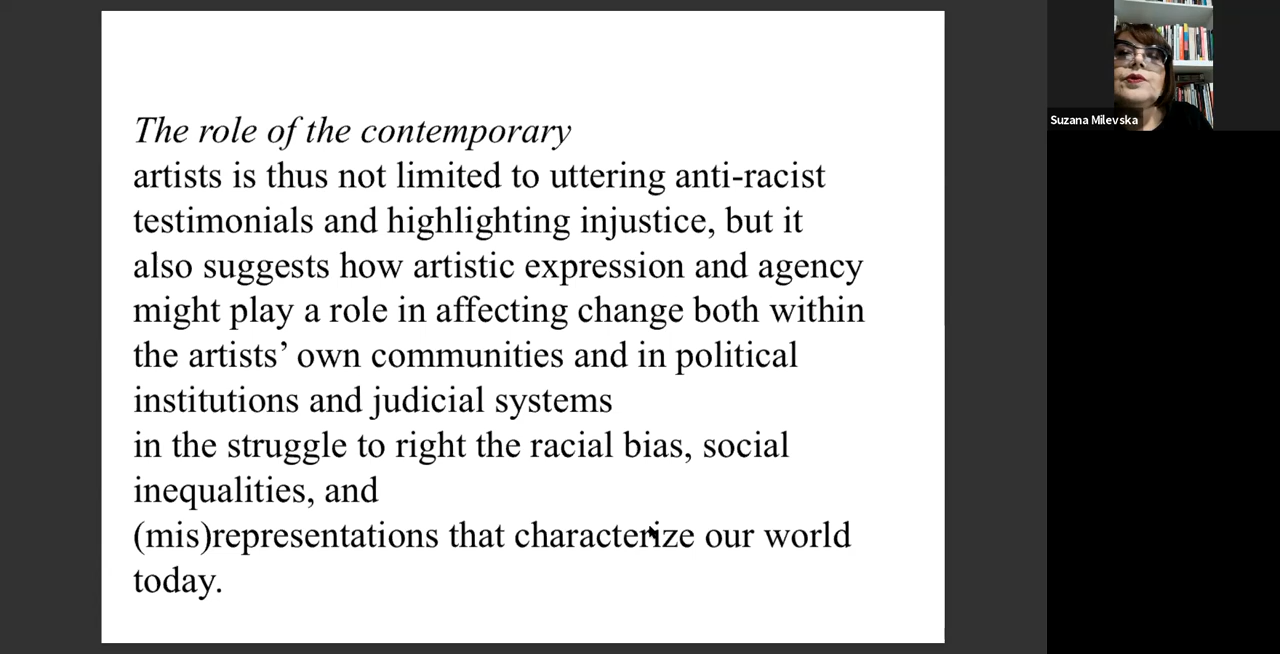 The role of the contemporary
artists is thus not limited to uttering anti-racist
testimonials and highlighting injustice, but it
also suggests how artistic expression and agency
might play a role in affecting change both within
the artists’ own communities and in political
institutions and judicial systems
in the struggle to right the racial bias, social
inequalities, and
(mis)representations that characterize our world
today.
Suzana Milevska